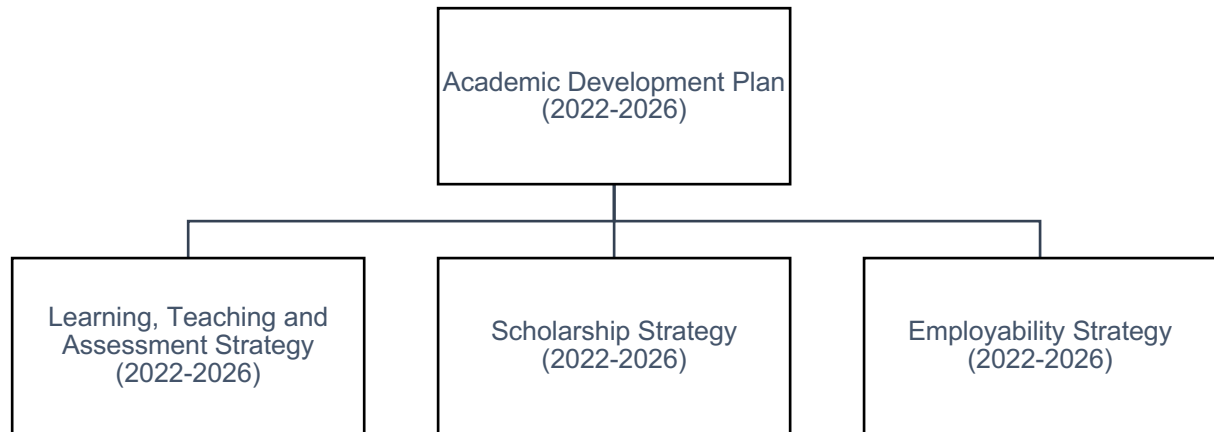 Academic Development Plan
(2022-2026)
Learning, Teaching and
Assessment Strategy
(2022-2026)
Scholarship Strategy
(2022-2026)
Employability Strategy
(2022-2026)